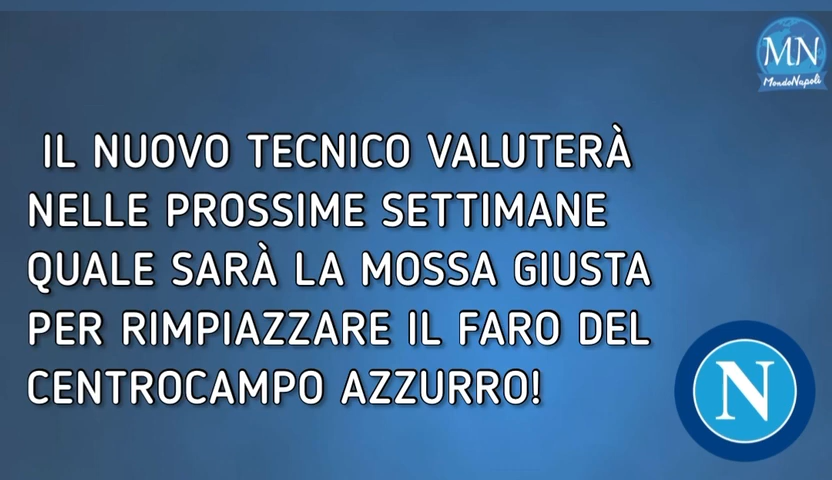 MN
MondoNapoli
IL NUOVO TECNICO VALUTERÀ
NELLE PROSSIME SETTIMANE
QUALE SARÀ LA MOSSA GIUSTA
PER RIMPIAZZARE IL FARO DEL
CENTROCAMPO AZZURRO!
N